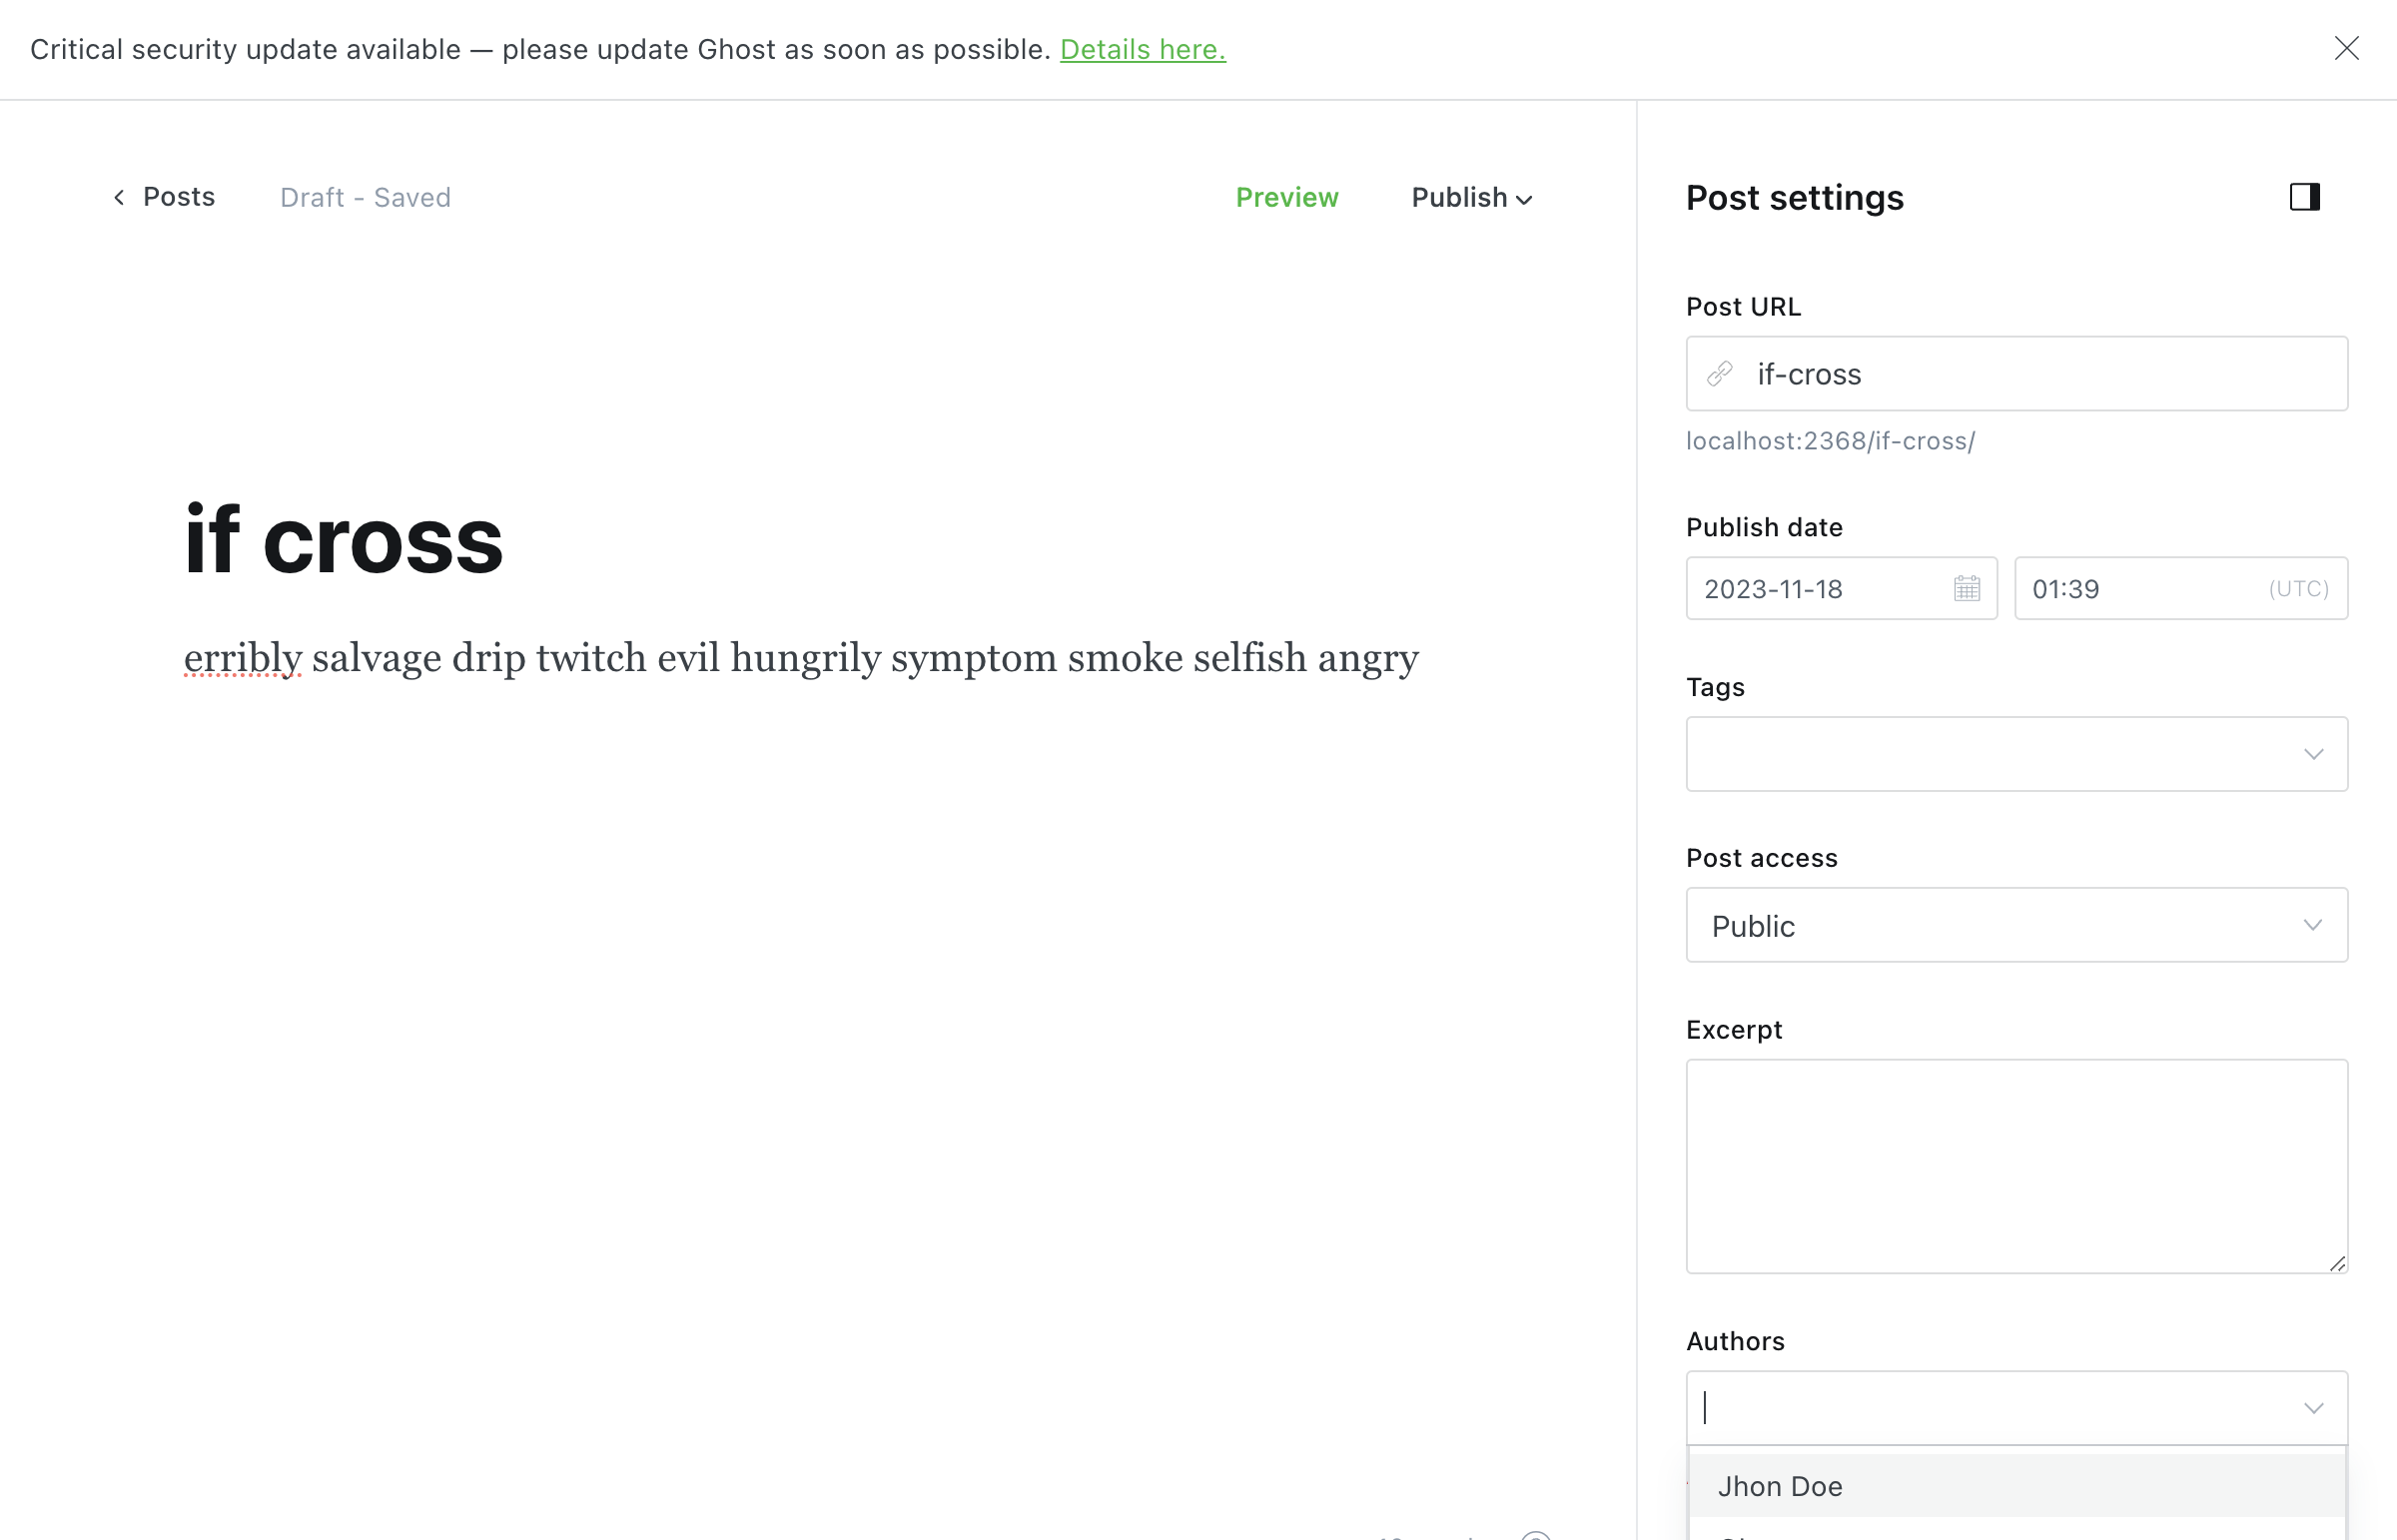 Critical security update available — please update Ghost as soon as possible. Details here.
Posts
Draft - Saved
Preview
Publish
if cross
erribly salvage drip twitch evil hungrily symptom smoke selfish angry
Post settings
Post URL
if-cross
localhost:2368/if-cross/
Publish date
2023-11-18
01:39 (UTC)
Tags
Post access
Public
Excerpt
Authors
Jhon Doe